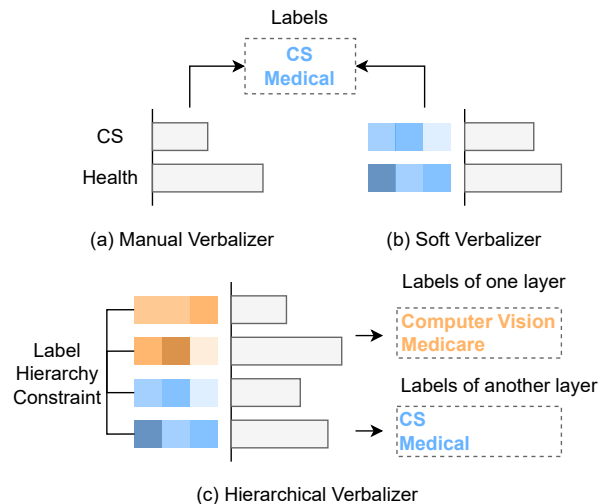 Labels
CS
Medical
CS
Health
(a) Manual Verbalizer
(b) Soft Verbalizer
Labels of one layer
Computer Vision
Medicare
Label
Hierarchy
Constraint
Labels of another layer
CS
Medical
(c) Hierarchical Verbalizer